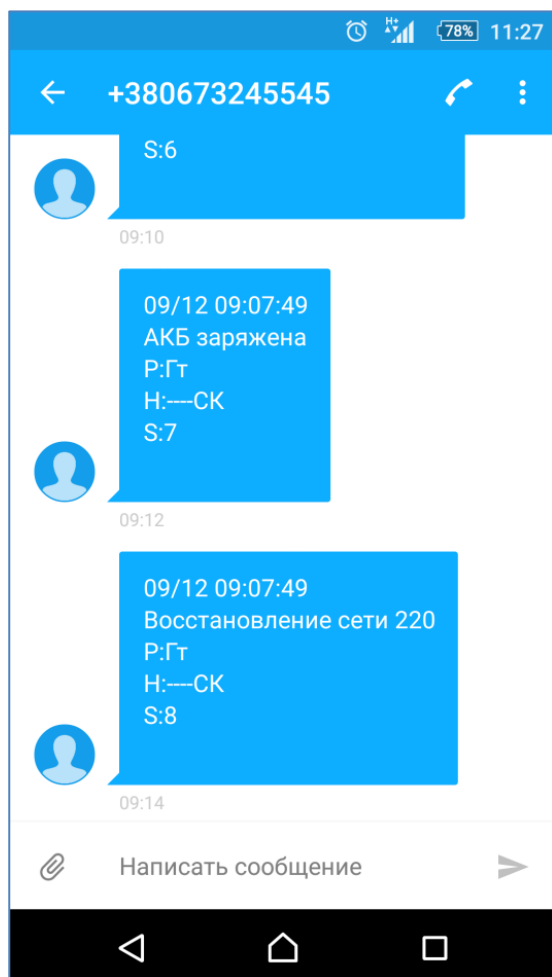 H+
78% 11:27
+380673245545
S:6
09:10
09/12 09:07:49
АКБ заряжена
Р:Гт
Н:----СК
S:7
09:12
09/12 09:07:49
Восстановление сети 220
Р:Гт
Н:----СК
S:8
09:14
Написать сообщение